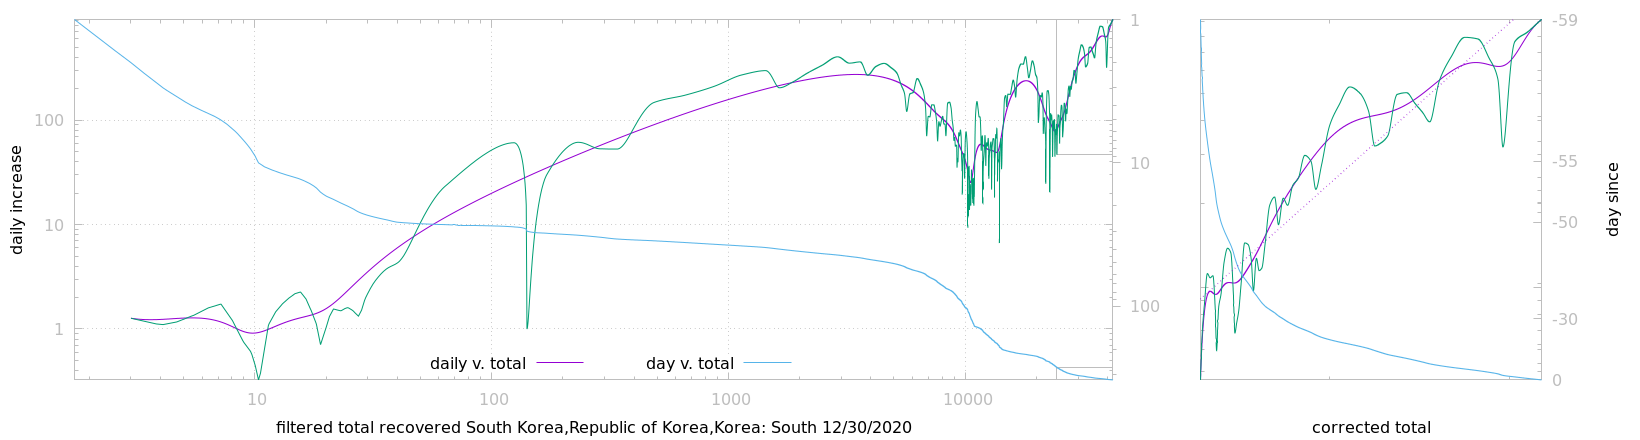 daily increase
100
10
1
daily v. total
day v. total
10
100
1000
10000
1
10
100
filtered total recovered South Korea,Republic of Korea,Korea: South 12/30/2020
-59
-55
-50
-30
0
day since
corrected total